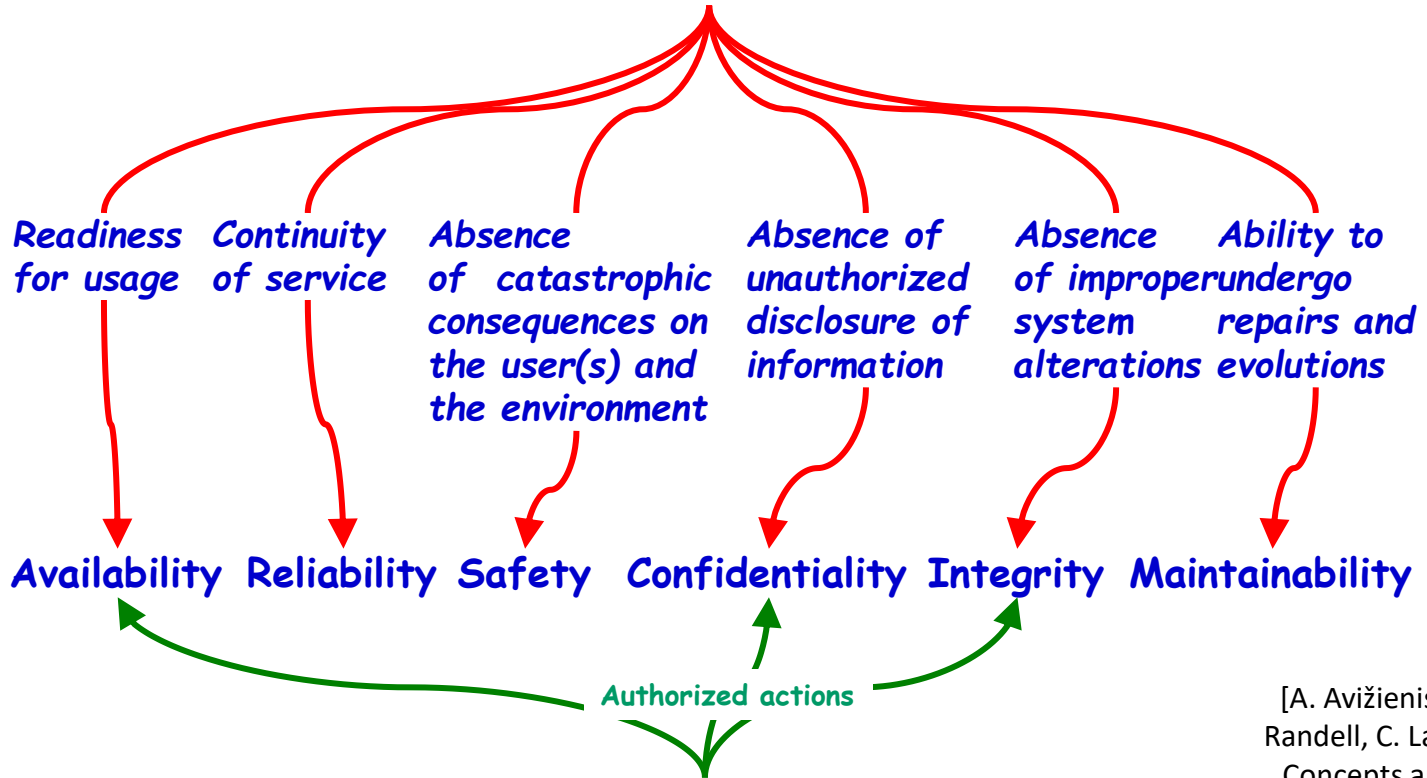 Readiness
for usage
Continuity
of service
Absence
of catastrophic
consequences on
the user(s) and
the environment
Absence of
unauthorized
disclosure of
information
Absence
of improper
system
alterations
Ability to
undergo
repairs and
evolutions
Availability Reliability Safety Confidentiality Integrity Maintainability
Authorized actions
[A. Avižienis
Randell, C. La
Concepts a